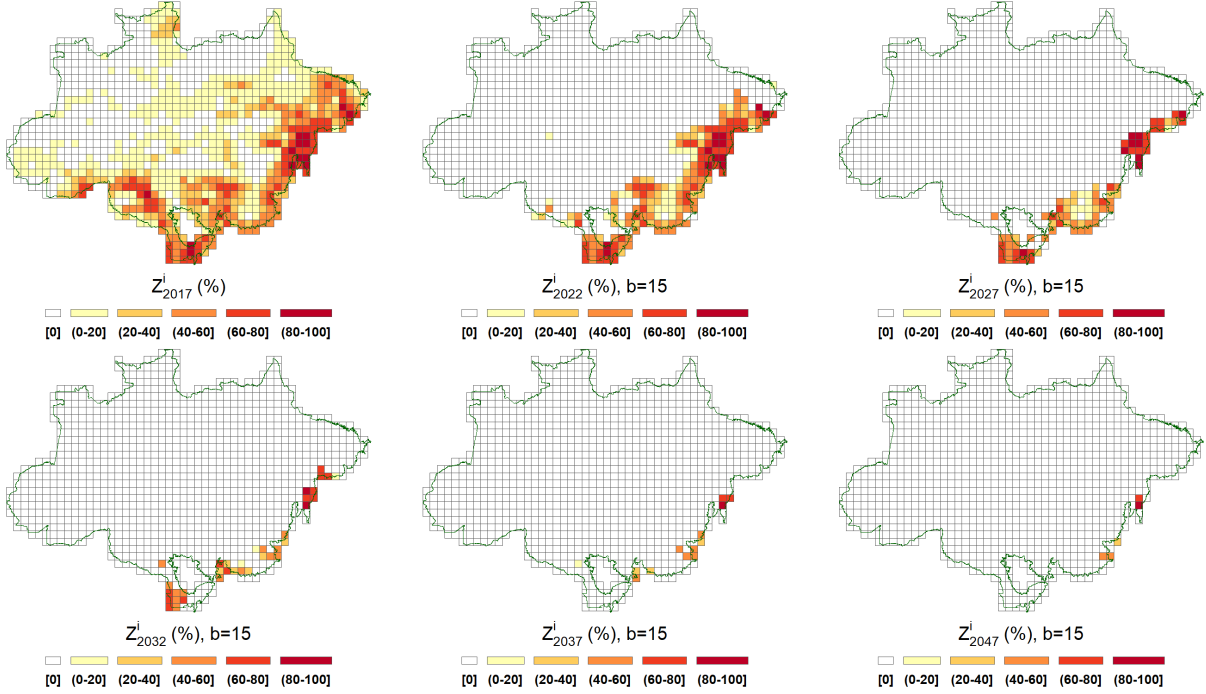 Z^i_2017 (%)
[0] (0-20] (20-40] (40-60] (60-80] (80-100]
Z^i_2022 (%), b=15
[0] (0-20] (20-40] (40-60] (60-80] (80-100]
Z^i_2027 (%), b=15
[0] (0-20] (20-40] (40-60] (60-80] (80-100]
Z^i_2032 (%), b=15
[0] (0-20] (20-40] (40-60] (60-80] (80-100]
Z^i_2037 (%), b=15
[0] (0-20] (20-40] (40-60] (60-80] (80-100]
Z^i_2047 (%), b=15
[0] (0-20] (20-40] (40-60] (60-80] (80-100]